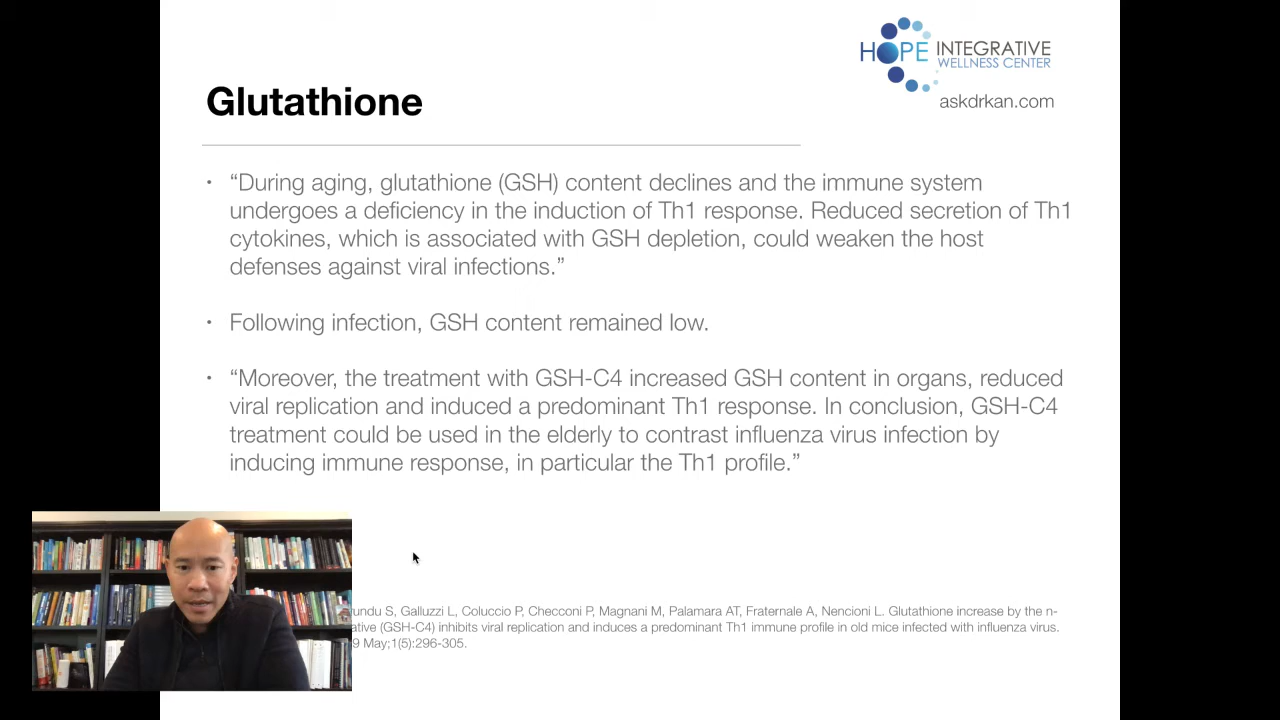 HOPE INTEGRATIVE
WELLNESS CENTER
askdrkan.com
Glutathione
• “During aging, glutathione (GSH) content declines and the immune system
undergoes a deficiency in the induction of Th1 response. Reduced secretion of Th1
cytokines, which is associated with GSH depletion, could weaken the host
defenses against viral infections.”
• Following infection, GSH content remained low.
• “Moreover, the treatment with GSH-C4 increased GSH content in organs, reduced
viral replication and induced a predominant Th1 response. In conclusion, GSH-C4
treatment could be used in the elderly to contrast influenza virus infection by
inducing immune response, in particular the Th1 profile.”
S, Galluzzi L, Coluccio P, Checconi P, Magnani M, Palamara AT, Fraternale A, Nencioni L. Glutathione increase by the n-
(GSH-C4) inhibits viral replication and induces a predominant Th1 immune profile in old mice infected with influenza virus.
May;1(5):296-305.